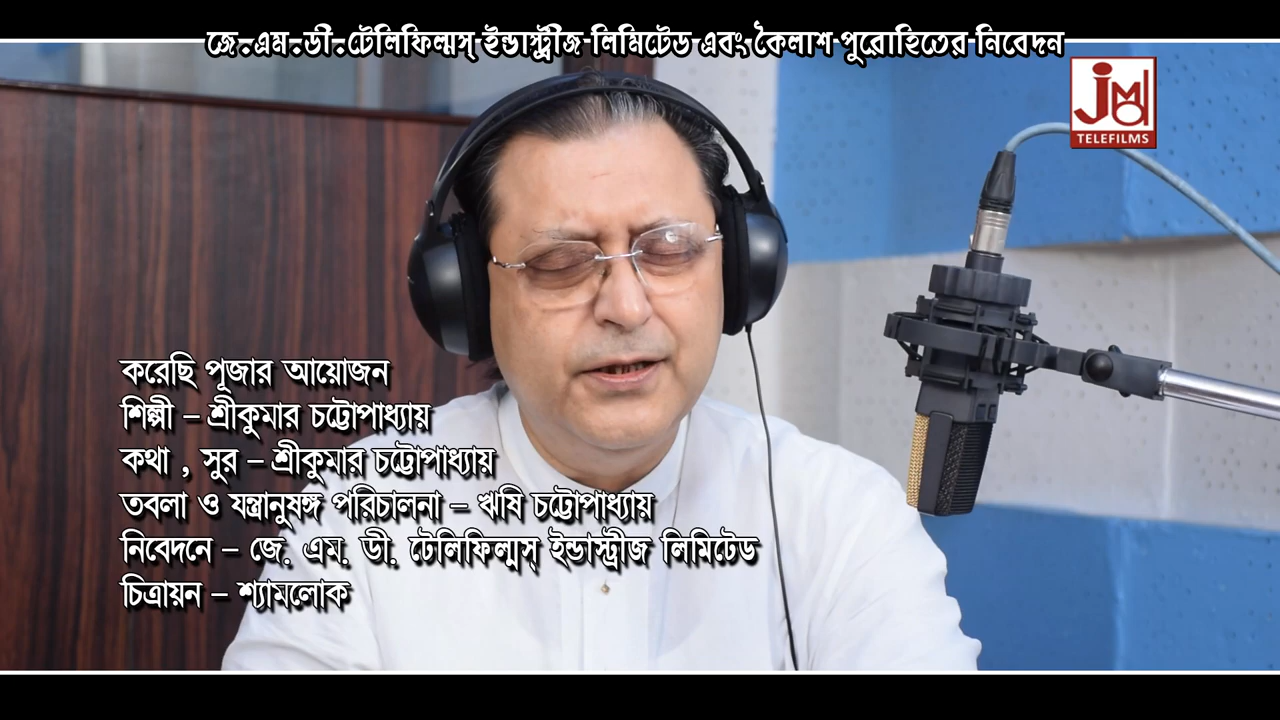 জে.এম.ডী.টেলিফিল্মস্ ইন্ডাস্ট্রীজ লিমিটেড এবং কৈলাশ পুরোহিতের নিবেদন
JMD
TELEFILMS
করেছি পূজার আয়োজন
শিল্পী – শ্রীকুমার চট্টোপাধ্যায়
কথা , সুর – শ্রীকুমার চট্টোপাধ্যায়
তবলা ও যন্ত্রানুষঙ্গ পরিচালনা – ঋষি চট্টোপাধ্যায়
নিবেদনে – জে. এম. ডী. টেলিফিল্মস্ ইন্ডাস্ট্রীজ লিমিটেড
চিত্রায়ন – শ্যামলোক